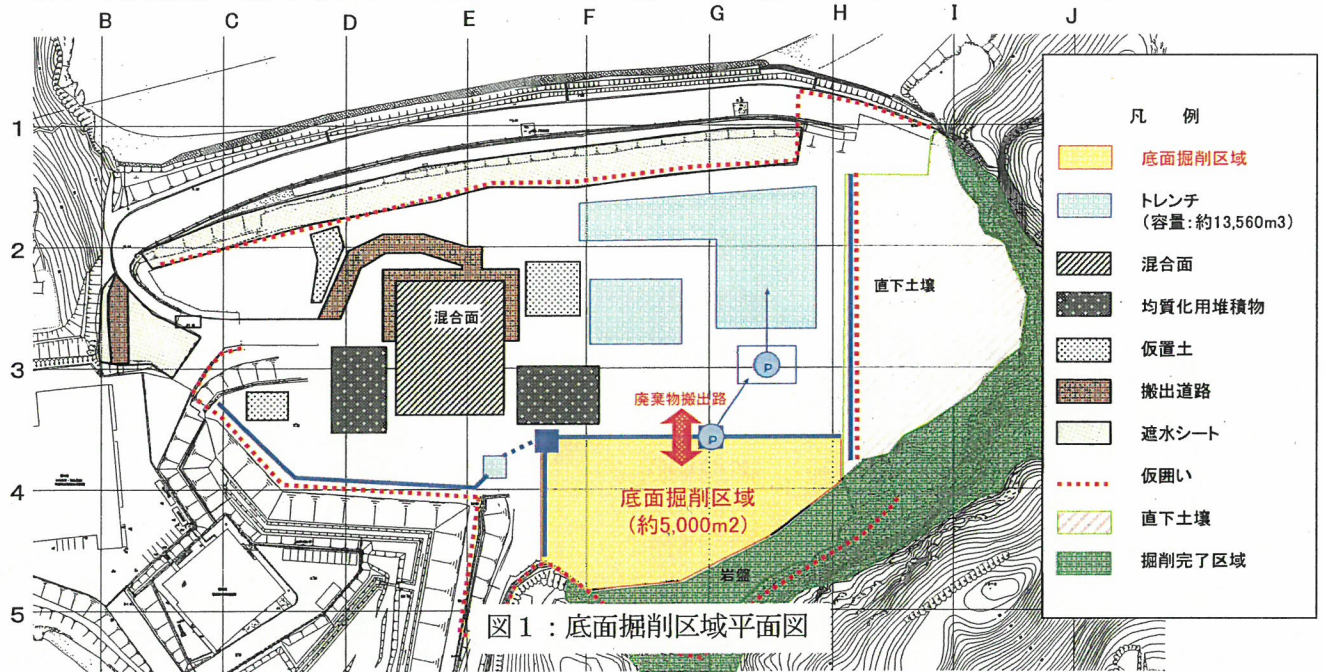 B C D E F G H I J
1
2
3
4
5
混合面
直下土壌
廃棄物搬出路
P
P
底面掘削区域
(約5,000m2)
岩盤
図1：底面掘削区域平面図
凡 例
底面掘削区域
トレンチ
(容量：約13,560m3)
混合面
均質化用堆積物
仮置土
搬出道路
遮水シート
仮囲い
直下土壌
掘削完了区域